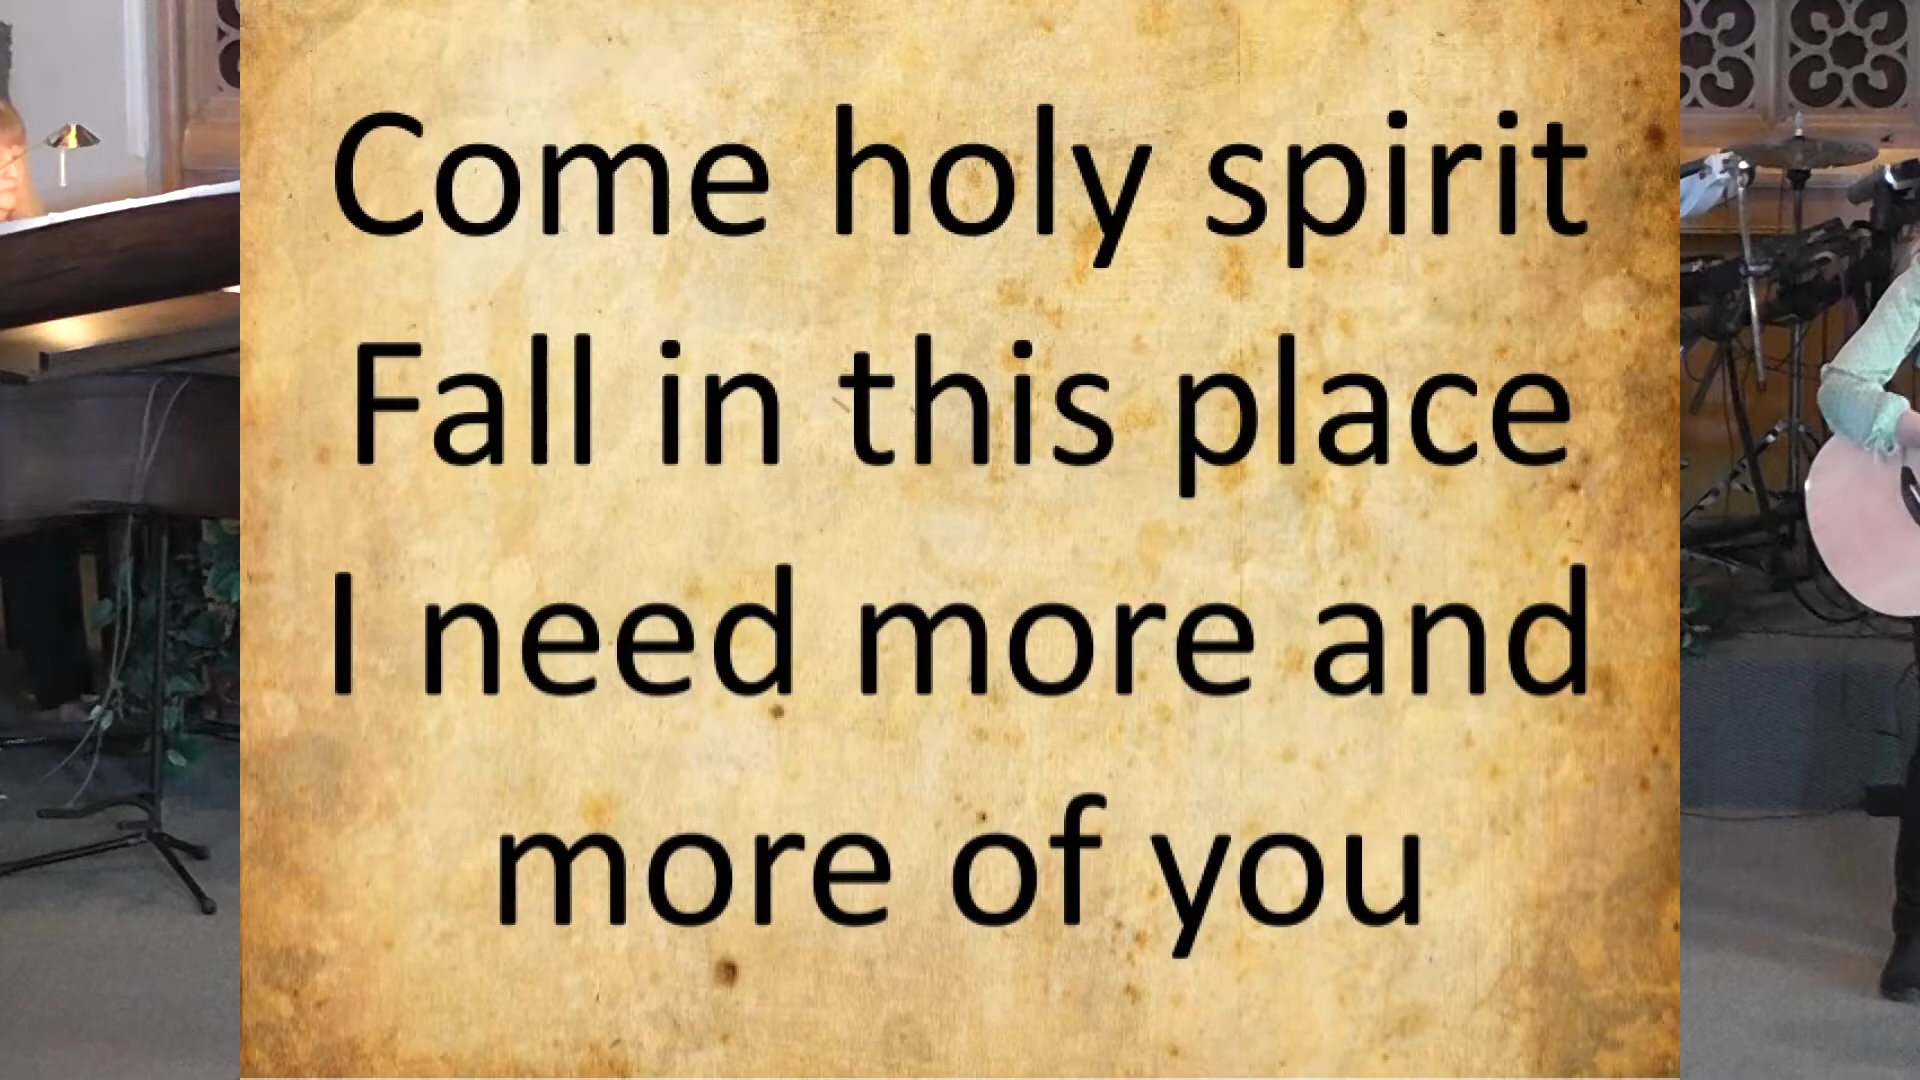 Come holy spirit
Fall in this place
I need more and
more of you